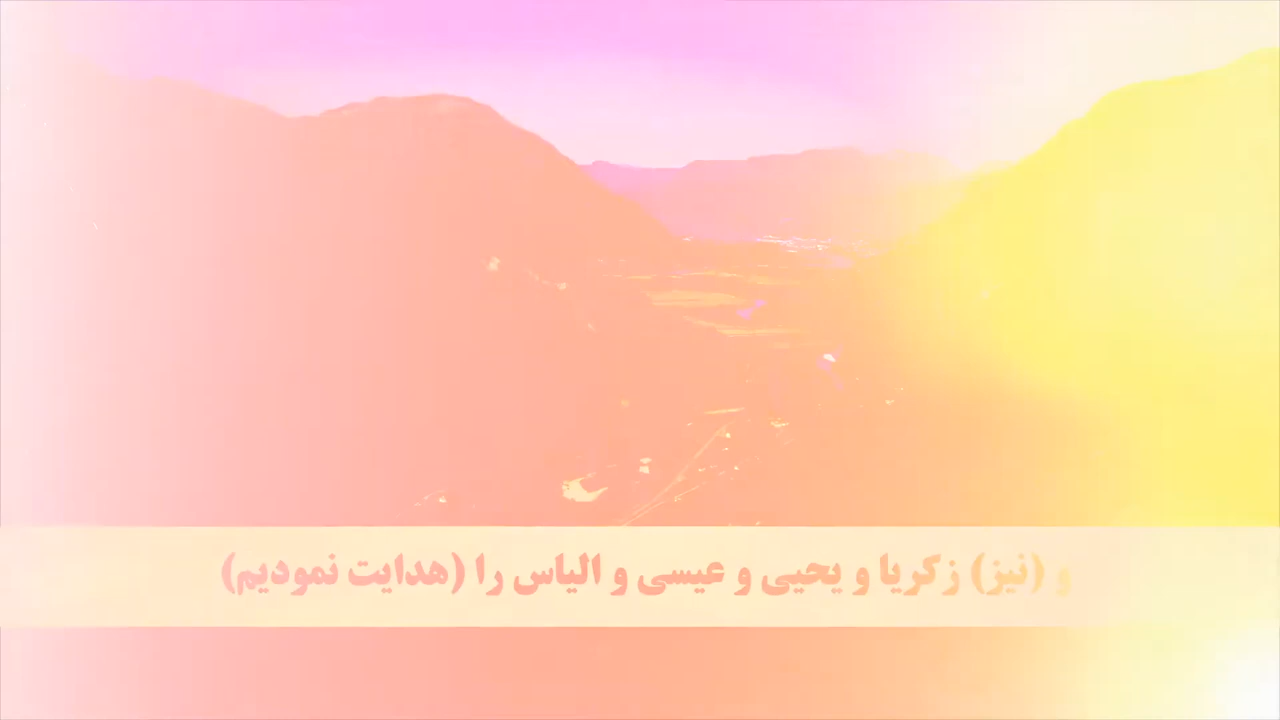 و (نیز) زکریا و یحیی و عیسی و الیاس را (هدایت نمودیم)